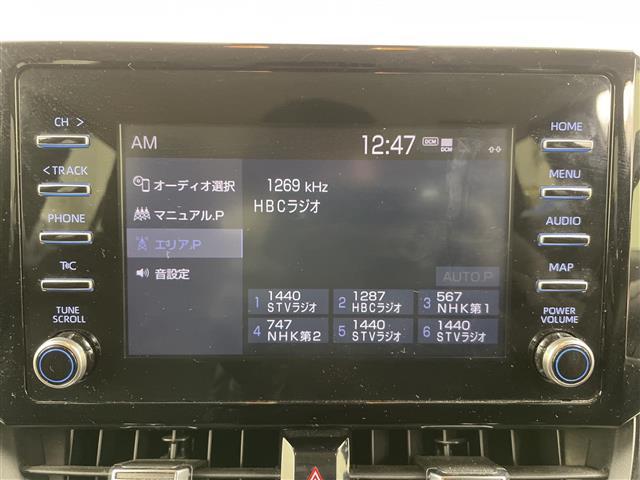 CH >
< TRACK
PHONE
T&C
TUNE
SCROLL
AM
12:47
DCM
DCM
オーディオ選択
マニュアル.P
エリア.P
音設定
1269 kHz
HBCラジオ
AUTO.P
1 1440 STVラジオ
2 1287 HBCラジオ
3 567 NHK第1
4 747 NHK第2
5 1440 STVラジオ
6 1440 STVラジオ
HOME
MENU
AUDIO
MAP
POWER
VOLUME